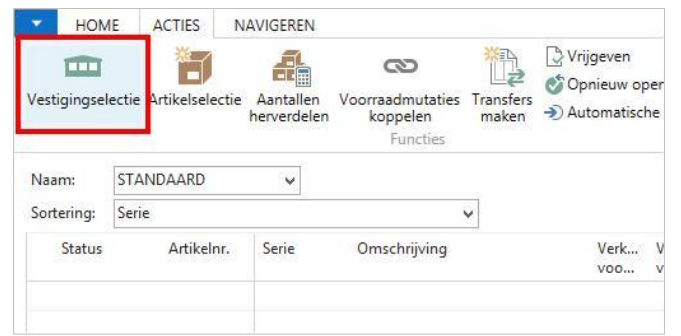 HOME ACTIES NAVIGEREN
Vestigingselectie Artikelselectie Aantallen herverdelen Voorraadmutaties koppelen Transfers maken
Vrijgeven
Opnieuw oper
Automatische
Functies
Naam: STANDAARD
Sortering: Serie
Status Artikelnr. Serie Omschrijving Verk... voo...